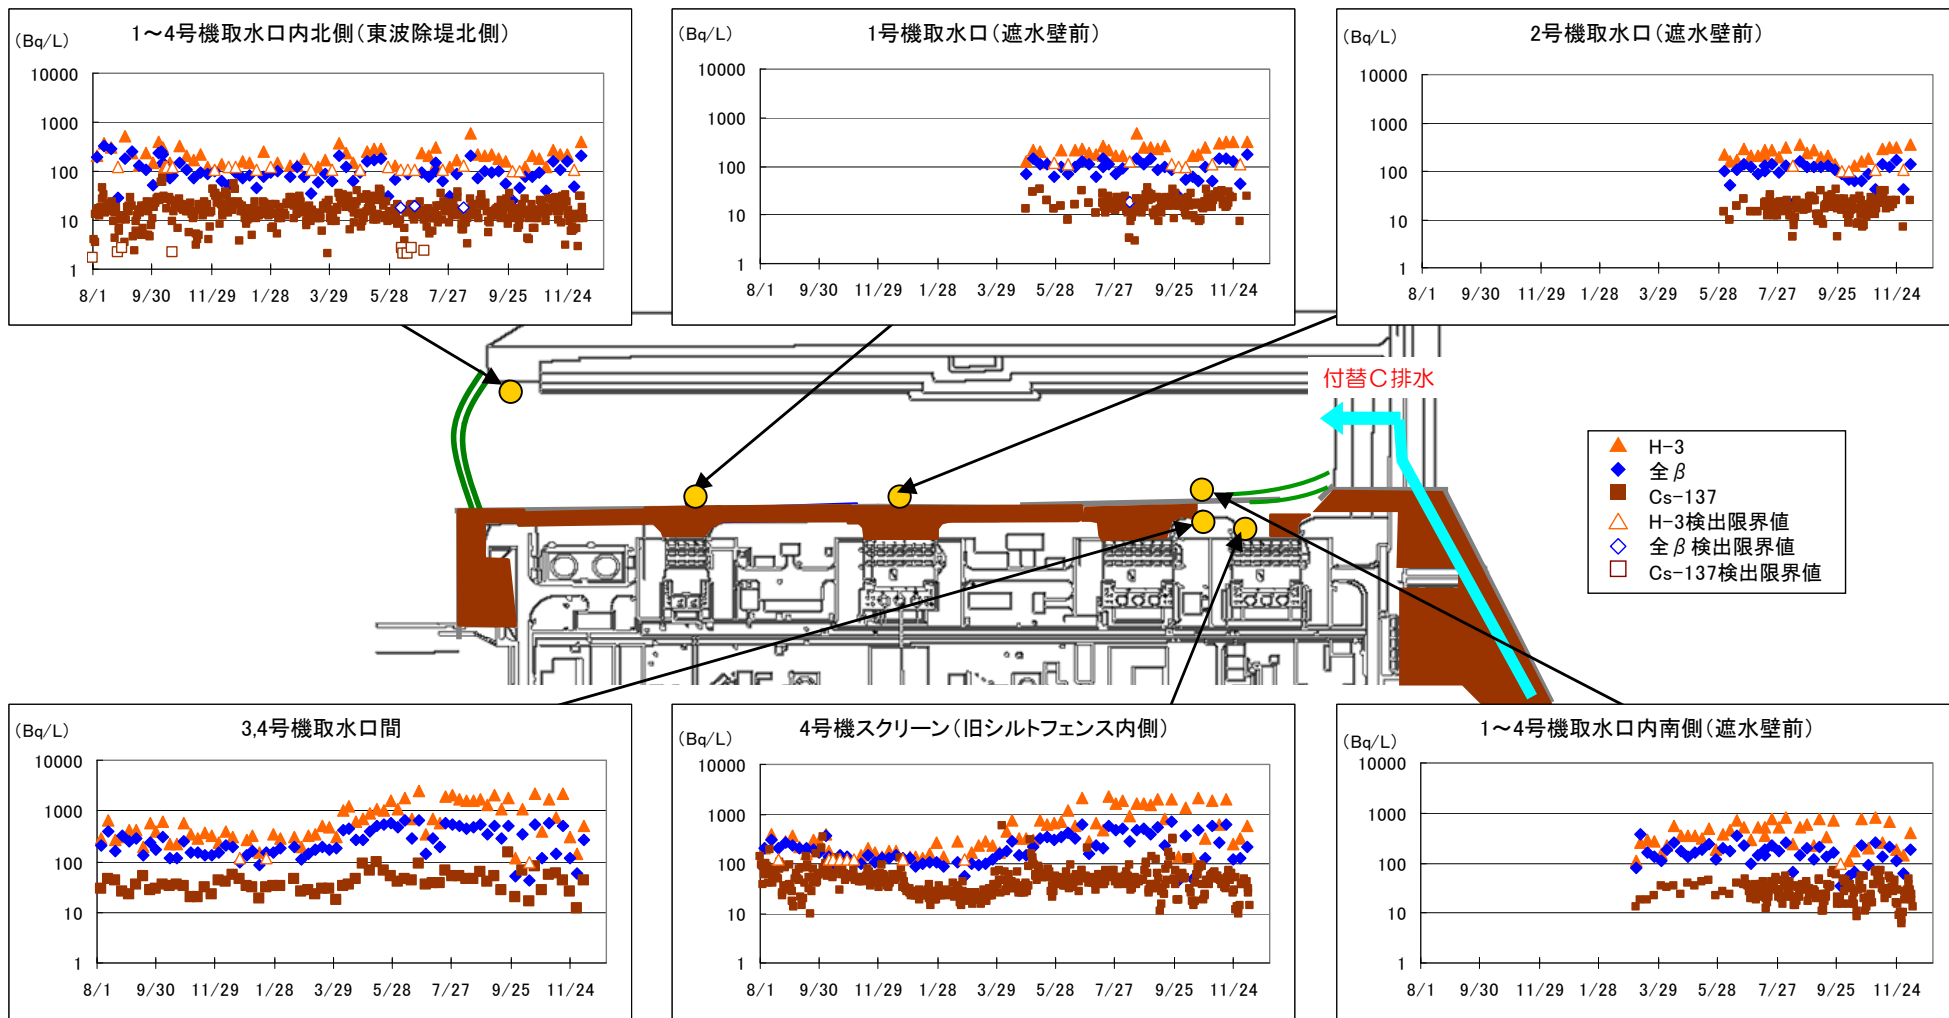 1～4号機取水口内北側(東波除堤北側)
(Bq/L)
10000
1000
100
10
1
8/1 9/30 11/29 1/28 3/29 5/28 7/27 9/25 11/24
1号機取水口(遮水壁前)
(Bq/L)
10000
1000
100
10
1
8/1 9/30 11/29 1/28 3/29 5/28 7/27 9/25 11/24
2号機取水口(遮水壁前)
(Bq/L)
10000
1000
100
10
1
8/1 9/30 11/29 1/28 3/29 5/28 7/27 9/25 11/24
付替C排水
H-3
全β
Cs-137
H-3検出限界値
全β検出限界値
Cs-137検出限界値
3,4号機取水口間
(Bq/L)
10000
1000
100
10
1
8/1 9/30 11/29 1/28 3/29 5/28 7/27 9/25 11/24
4号機スクリーン(旧シルトフェンス内側)
(Bq/L)
10000
1000
100
10
1
8/1 9/30 11/29 1/28 3/29 5/28 7/27 9/25 11/24
1～4号機取水口内南側(遮水壁前)
(Bq/L)
10000
1000
100
10
1
8/1 9/30 11/29 1/28 3/29 5/28 7/27 9/25 11/24